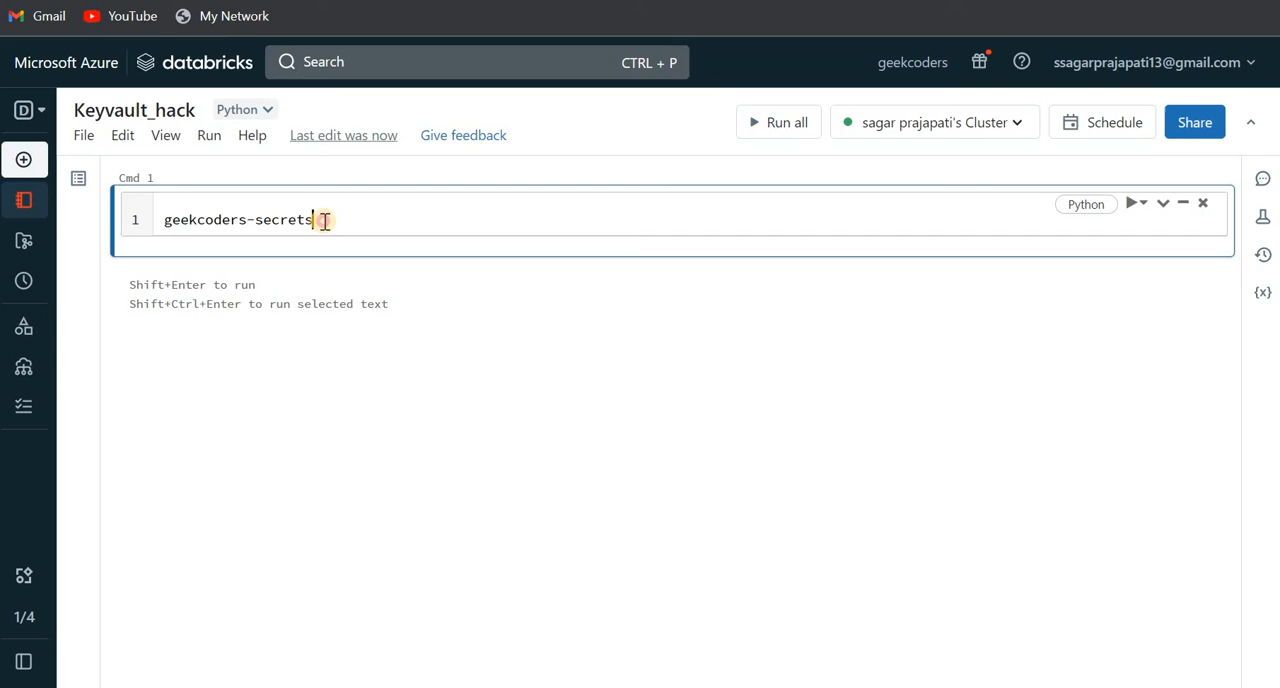 Gmail YouTube My Network
Microsoft Azure databricks Search CTRL + P geekcoders ssagarprajapati13@gmail.com
D Keyvault_hack Python
File Edit View Run Help Last edit was now Give feedback Run all sagar prajapati's Cluster Schedule Share
Cmd 1
1 geekcoders-secrets Python
Shift+Enter to run
Shift+Ctrl+Enter to run selected text
{x}
1/4